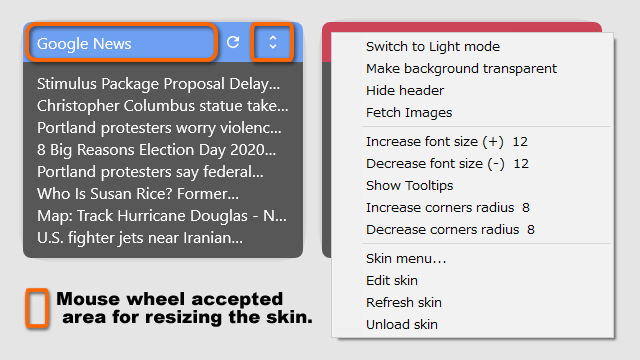 Google News
Stimulus Package Proposal Delay...
Christopher Columbus statue take...
Portland protesters worry violenc...
8 Big Reasons Election Day 2020...
Portland protesters say federal...
Who Is Susan Rice? Former...
Map: Track Hurricane Douglas - N...
U.S. fighter jets near Iranian...
Mouse wheel accepted
area for resizing the skin.
Switch to Light mode
Make background transparent
Hide header
Fetch Images
Increase font size (+) 12
Decrease font size (-) 12
Show Tooltips
Increase corners radius 8
Decrease corners radius 8
Skin menu...
Edit skin
Refresh skin
Unload skin